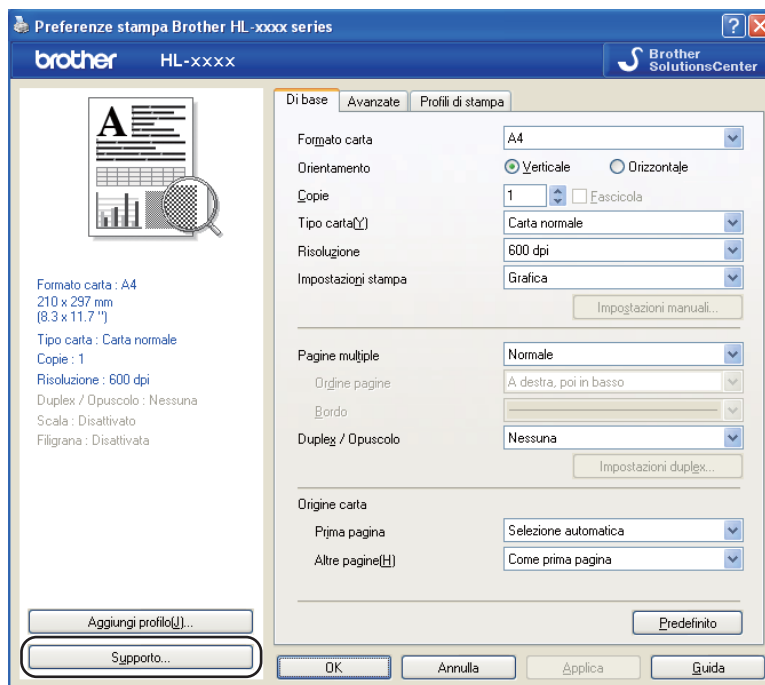 Preferenze stampa Brother HL-xxxx series
brother HL-xxxx
Brother
SolutionsCenter
A
Formato carta : A4
210 x 297 mm
(8.3 x 11.7 ")
Tipo carta : Carta normale
Copie : 1
Risoluzione : 600 dpi
Duplex / Opuscolo : Nessuna
Scala : Disattivato
Filigrana : Disattivata
Aggiungi profilo(J)...
Supporto...
Di base Avanzate Profili di stampa
Formato carta A4
Orientamento Verticale Orizzontale
Copie 1 Fascicola
Tipo carta(Y) Carta normale
Risoluzione 600 dpi
Impostazioni stampa Grafica
Impostazioni manuali...
Pagine multiple Normale
Ordine pagine A destra, poi in basso
Bordo
Duplex / Opuscolo Nessuna
Impostazioni duplex...
Origine carta
Prima pagina Selezione automatica
Altre pagine(H) Come prima pagina
Predefinito
OK Annulla Applica Guida